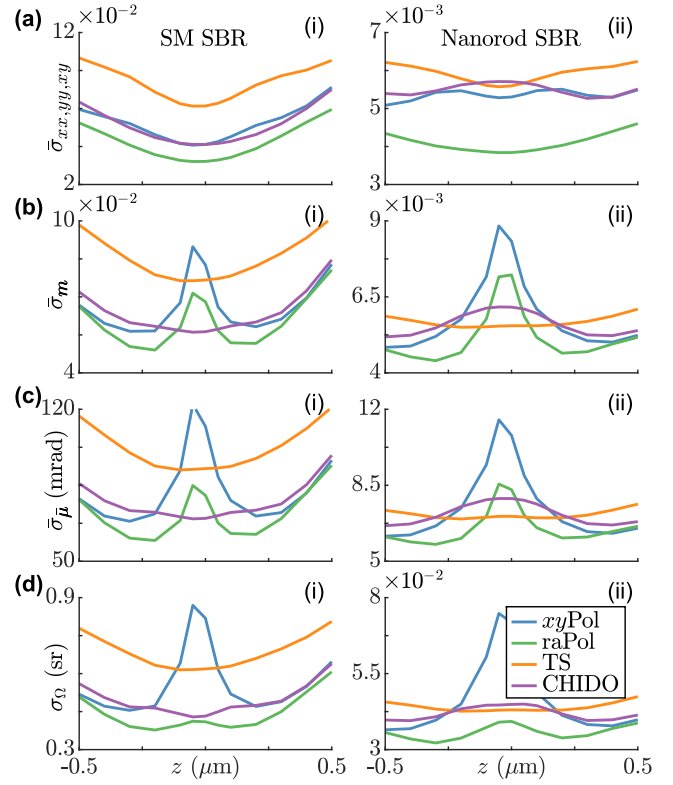 (a)
12 ×10⁻²
SM SBR
(i)
σ̄xx,yy,xy
2
7 ×10⁻³
Nanorod SBR
(ii)
5
3
(b)
10 ×10⁻²
(i)
σ̄m
4
9 ×10⁻³
(ii)
6.5
4
(c)
120
(i)
σ̄μ̄ (mrad)
50
12
(ii)
8.5
5
(d)
0.9
(i)
σΩ (sr)
0.3
-0.5
z (μm)
0.5
8 ×10⁻²
(ii)
xyPol
raPol
TS
CHIDO
5.5
3
-0.5
z (μm)
0.5